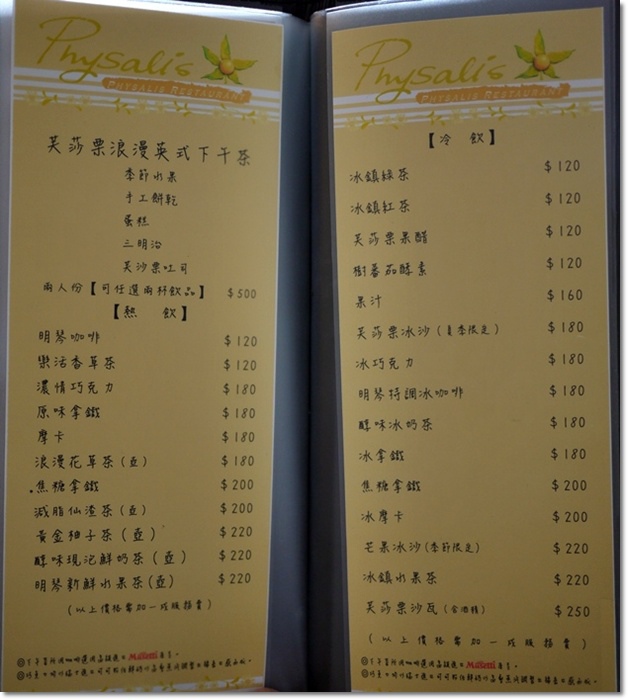 Physalis
PHYSALIS RESTAURANT
芙莎栗浪漫英式下午茶
季節水果
手工餅乾
蛋糕
三明治
芙沙栗吐司
兩人份【可任選兩杯飲品】 $500
【熱 飲】
明琴咖啡 $120
樂活香草茶 $120
濃情巧克力 $180
原味拿鐵 $180
摩卡 $180
浪漫花草茶(壺) $180
焦糖拿鐵 $200
減脂仙渣茶(壺) $200
黃金柚子茶(壺) $220
醇味現泡鮮奶茶(壺) $220
明琴新鮮水果茶(壺) $220
(以上價格需加一成服務費)
Physalis
PHYSALIS RESTAURANT
【冷 飲】
冰鎮綠茶 $120
冰鎮紅茶 $120
芙莎栗果醋 $120
樹蕃茄酵素 $120
果汁 $160
芙莎栗冰沙(夏季限定) $180
冰巧克力 $180
明琴特調冰咖啡 $180
醇味冰奶茶 $180
冰拿鐵 $180
焦糖拿鐵 $200
冰摩卡 $200
芒果冰沙(季節限定) $220
冰鎮水果茶 $220
芙莎栗沙瓦(含酒精) $250
(以上價格需加一成服務費)